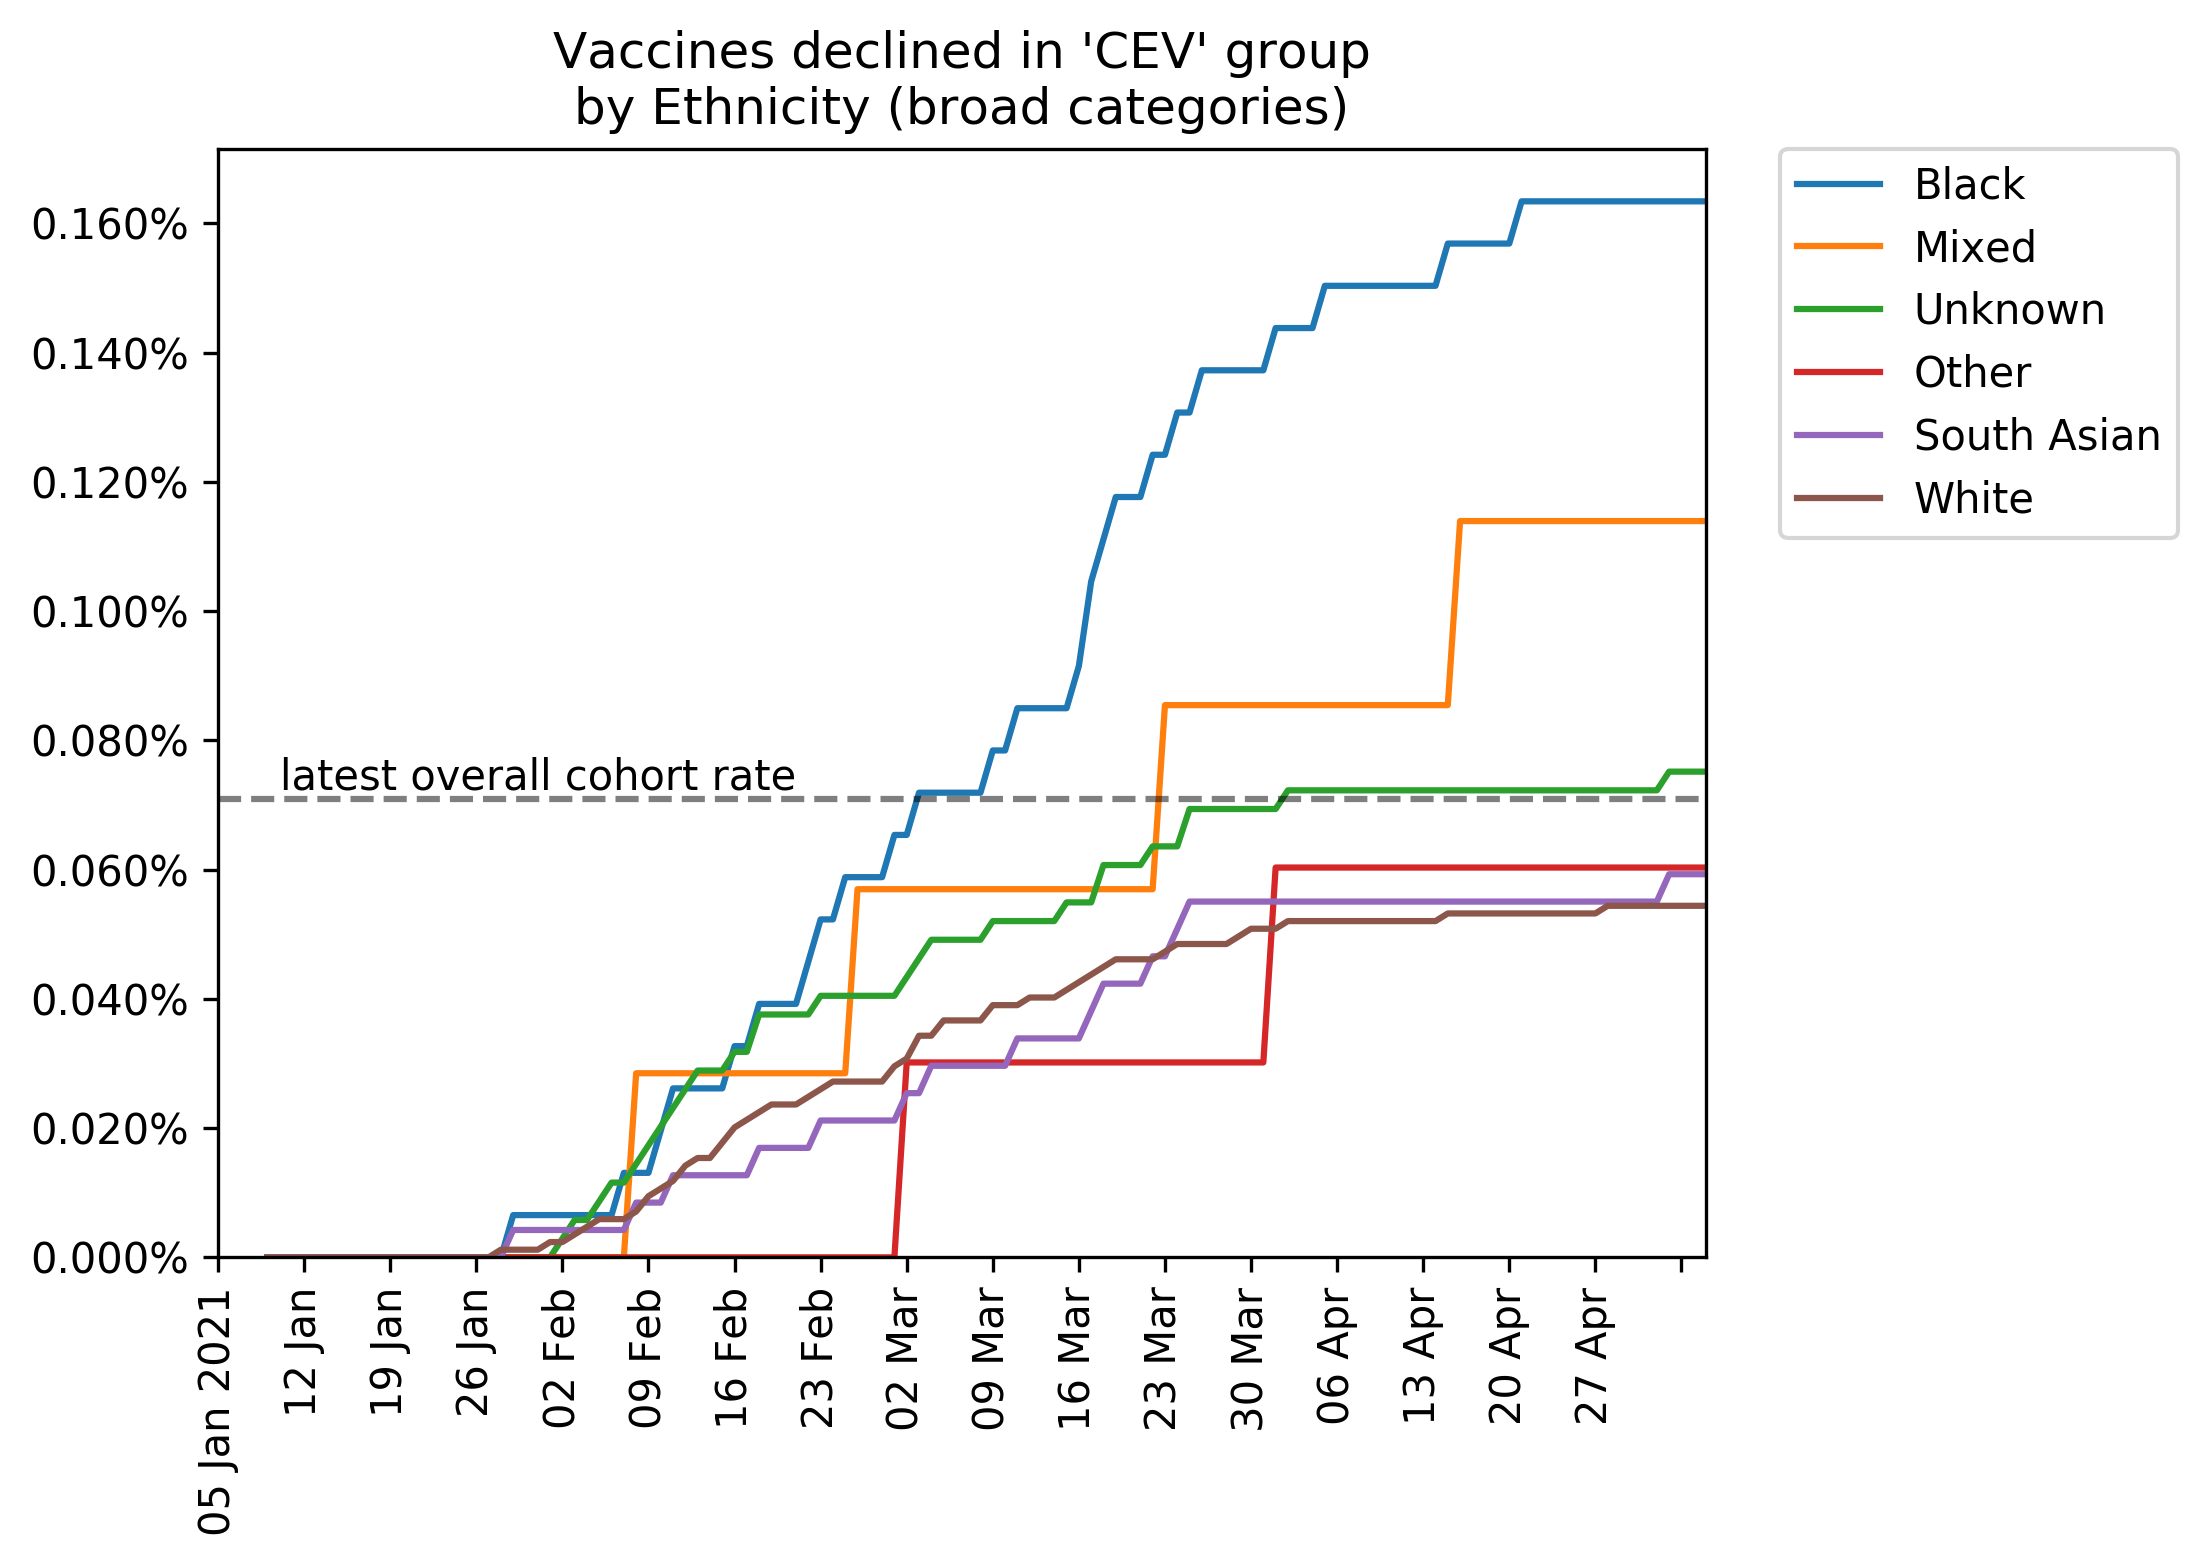 Vaccines declined in 'CEV' group
by Ethnicity (broad categories)
0.160%
0.140%
0.120%
0.100%
0.080%
0.060%
0.040%
0.020%
0.000%
latest overall cohort rate
05 Jan 2021
12 Jan
19 Jan
26 Jan
02 Feb
09 Feb
16 Feb
23 Feb
02 Mar
09 Mar
16 Mar
23 Mar
30 Mar
06 Apr
13 Apr
20 Apr
27 Apr
Black
Mixed
Unknown
Other
South Asian
White